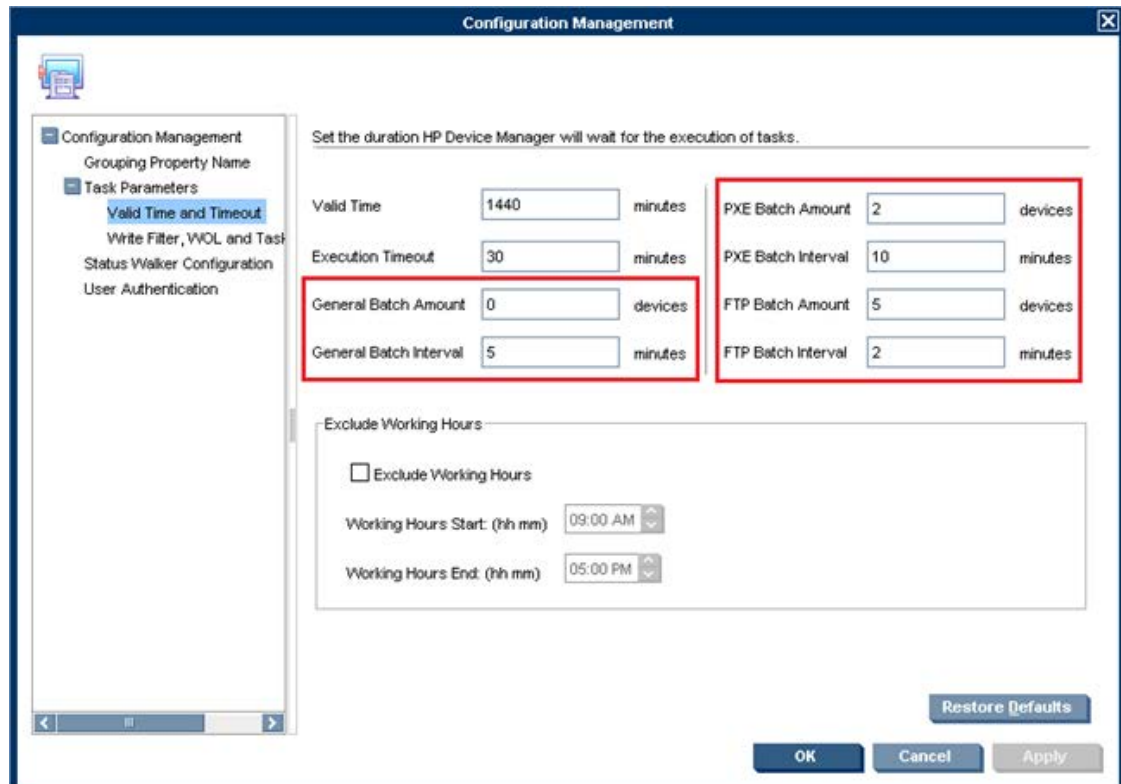 Configuration Management
Configuration Management
Grouping Property Name
Task Parameters
Valid Time and Timeout
Write Filter, WOL and Task
Status Walker Configuration
User Authentication
Set the duration HP Device Manager will wait for the execution of tasks.
Valid Time 1440 minutes
Execution Timeout 30 minutes
General Batch Amount 0 devices
General Batch Interval 5 minutes
PXE Batch Amount 2 devices
PXE Batch Interval 10 minutes
FTP Batch Amount 5 devices
FTP Batch Interval 2 minutes
Exclude Working Hours
Exclude Working Hours
Working Hours Start: (hh mm) 09:00 AM
Working Hours End: (hh mm) 05:00 PM
Restore Defaults
OK Cancel Apply